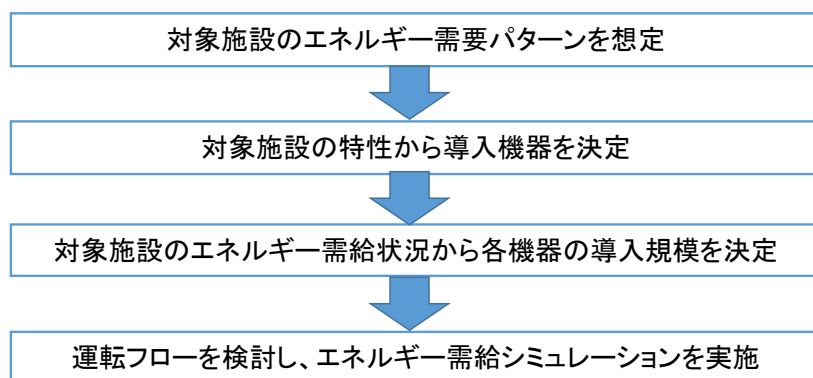 対象施設のエネルギー需要パターンを想定
対象施設の特性から導入機器を決定
対象施設のエネルギー需給状況から各機器の導入規模を決定
運転フローを検討し、エネルギー需給シミュレーションを実施